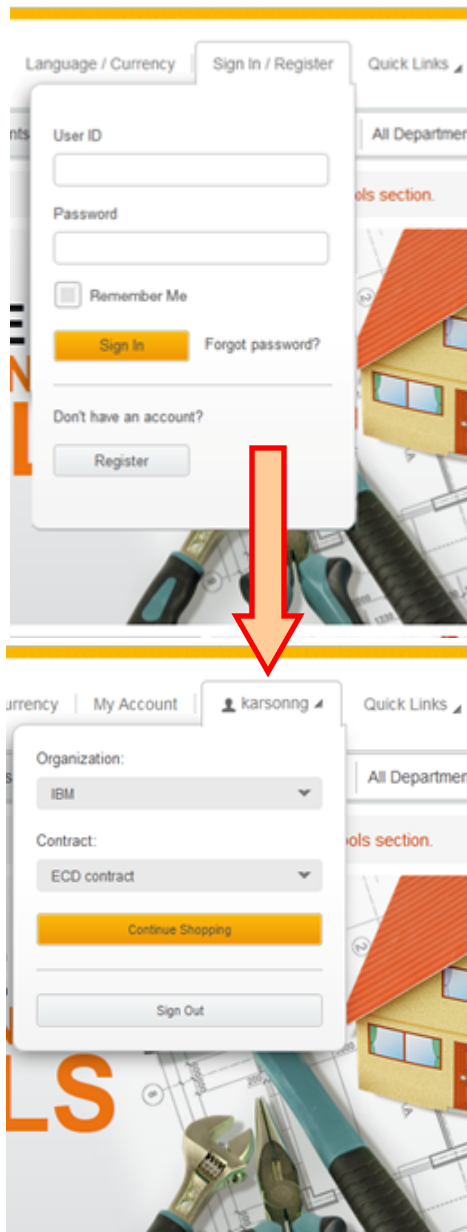 Language / Currency Sign In / Register Quick Links
nts
User ID
All Departmen
ols section.
Password
Remember Me
E
Sign In Forgot password?
N
Don't have an account?
L
Register
urrency My Account karsonng Quick Links
Organization:
s
All Departmen
IBM
Contract:
ols section.
ECD contract
Continue Shopping
N
Sign Out
LS